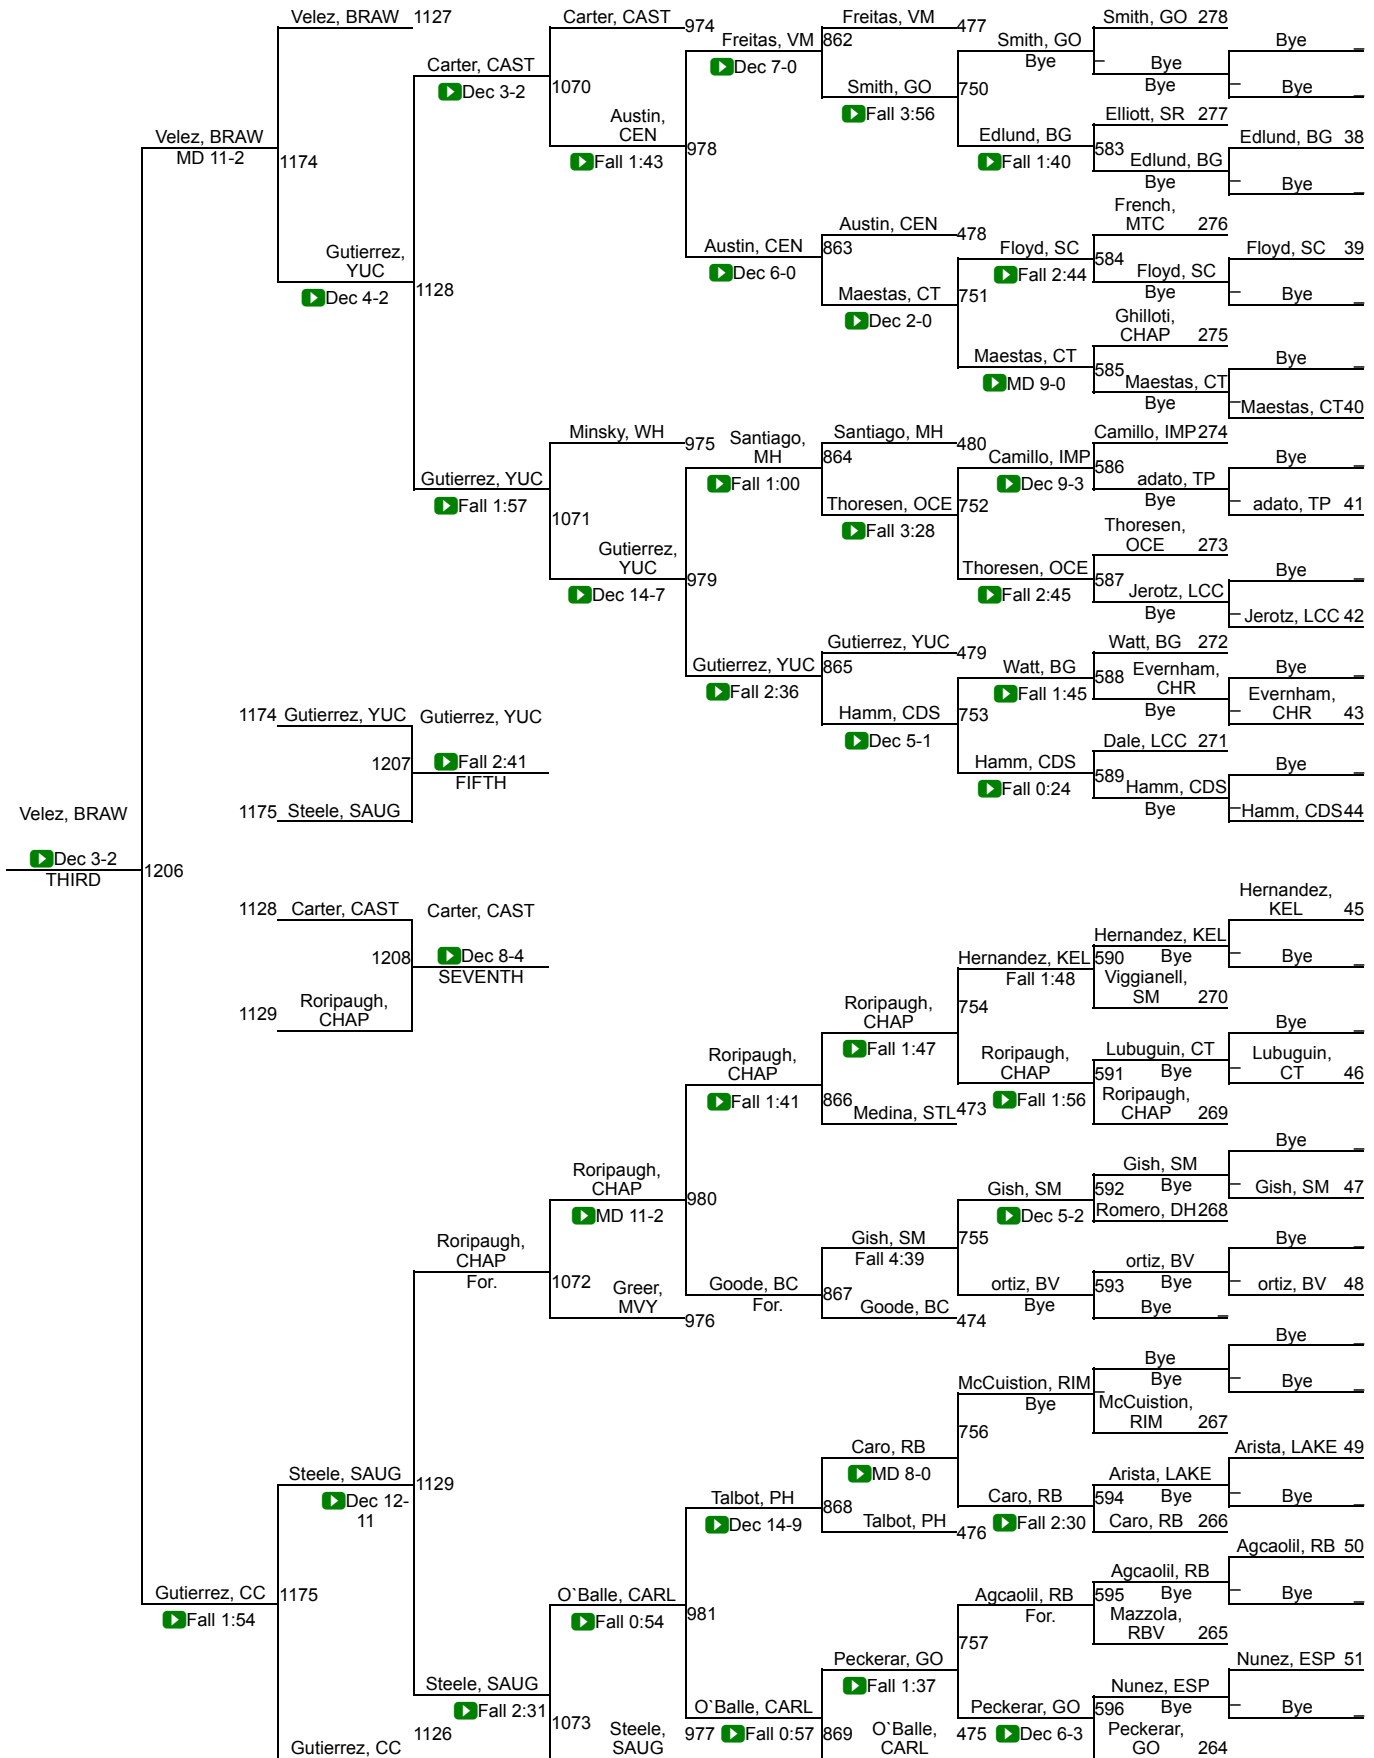 Velez, BRAW 1127 Carter, CAST 974 Freitas, VM 477 Smith, GO 278
Freitas, VM 862 Smith, GO Bye _
Dec 7-0 Bye _ Bye
Carter, CAST Bye Bye _
Dec 3-2 1070 Smith, GO 750
Austin, CEN Fall 3:56 Elliott, SR 277
Velez, BRAW Edlund, BG 583 Edlund, BG 38
MD 11-2 1174 Fall 1:43 978 Fall 1:40 Edlund, BG
Bye _ Bye _
French, MTC 276
Gutierrez, YUC Austin, CEN Austin, CEN 478 Floyd, SC Floyd, SC 39
Dec 4-2 1128 Dec 6-0 863 Fall 2:44 584 Floyd, SC
Maestas, CT 751 Bye _ Bye _
Dec 2-0 Ghilloti, CHAP 275
Maestas, CT Bye _
MD 9-0 585 Maestas, CT
Bye _ Maestas, CT 40
Minsky, WH 975 Santiago, MH Santiago, MH 480 Camillo, IMP 274
864 Camillo, IMP 586 Bye _
Gutierrez, YUC Fall 1:00 Dec 9-3 adato, TP
Fall 1:57 1071 Thoresen, OCE 752 Bye _ adato, TP 41
Fall 3:28 Thoresen, OCE 273
Gutierrez, YUC 979 Thoresen, OCE 587 Bye _
Dec 14-7 Fall 2:45 Jerotz, LCC
Bye _ Jerotz, LCC 42
Gutierrez, YUC Gutierrez, YUC 479 Watt, BG Watt, BG 272
Fall 2:36 865 Fall 1:45 588 Evernham, CHR Bye _
1174 Gutierrez, YUC Gutierrez, YUC Hamm, CDS 753 Bye _ Evernham, CHR 43
Dec 5-1 Dale, LCC 271
1207 Fall 2:41 Hamm, CDS 589 Bye _
FIFTH Fall 0:24 Hamm, CDS
1175 Steele, SAUG Bye _ Hamm, CDS 44
Velez, BRAW
Dec 3-2 1206
THIRD
1128 Carter, CAST Carter, CAST Hernandez, KEL 45
1208 Dec 8-4 Hernandez, KEL Hernandez, KEL
SEVENTH Fall 1:48 590 Bye _ Bye _
1129 Roripaugh, CHAP Roripaugh, CHAP 754 Viggianell, SM 270
Fall 1:47 Bye _
Roripaugh, CHAP Roripaugh, CHAP Lubuguin, CT
Fall 1:41 866 591 Bye _ Lubuguin, CT 46
Medina, STL 473 Fall 1:56 Roripaugh, CHAP 269
Bye _
Roripaugh, CHAP 980 Gish, SM Gish, SM
MD 11-2 Dec 5-2 592 Bye _ Gish, SM 47
Romero, DH 268
Roripaugh, CHAP Gish, SM 755 Bye _
For. 1072 Fall 4:39 ortiz, BV
Greer, MVY Goode, BC 867 ortiz, BV 593 Bye _ ortiz, BV 48
976 For. Goode, BC 474 Bye Bye _
Bye _
McCuistion, RIM Bye
Bye _ Bye _ Bye _
756 McCuistion, RIM 267
Steele, SAUG Caro, RB Arista, LAKE 49
Dec 12-11 1129 Talbot, PH MD 8-0 Caro, RB Arista, LAKE
Dec 14-9 868 594 Bye _ Bye _
Talbot, PH 476 Fall 2:30 Caro, RB 266
Agcaolil, RB 50
Gutierrez, CC 1175 O`Balle, CARL 981 Agcaolil, RB Agcaolil, RB
Fall 1:54 Fall 0:54 For. 595 Bye _ Bye _
757 Mazzola, RBV 265
Peckerar, GO Nunez, ESP 51
Steele, SAUG O`Balle, CARL Fall 1:37 Peckerar, GO Nunez, ESP
Fall 2:31 1073 596 Bye _ Bye _
Gutierrez, CC 1126 Steele, SAUG 977 Fall 0:57 869 O`Balle, CARL 475 Dec 6-3 Peckerar, GO 264